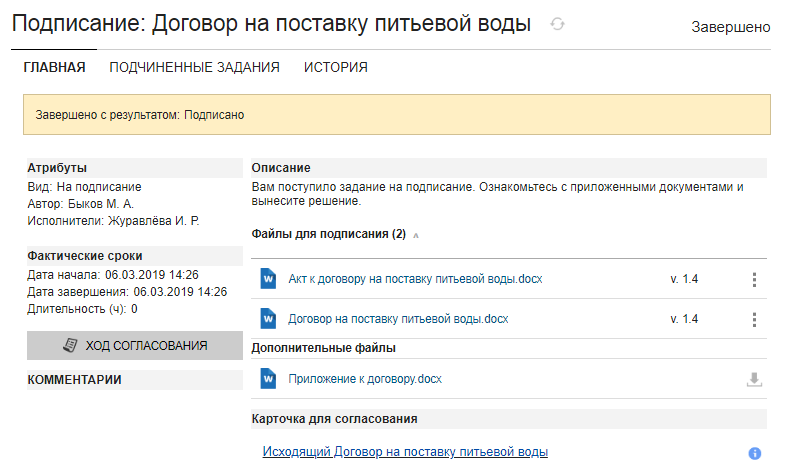 Подписание: Договор на поставку питьевой воды
Завершено
ГЛАВНАЯ ПОДЧИНЕННЫЕ ЗАДАНИЯ ИСТОРИЯ
Завершено с результатом: Подписано
Атрибуты
Вид: На подписание
Автор: Быков М. А.
Исполнители: Журавлёва И. Р.
Фактические сроки
Дата начала: 06.03.2019 14:26
Дата завершения: 06.03.2019 14:26
Длительность (ч): 0
ХОД СОГЛАСОВАНИЯ
КОММЕНТАРИИ
Описание
Вам поступило задание на подписание. Ознакомьтесь с приложенными документами и
вынесите решение.
Файлы для подписания (2)
Акт к договору на поставку питьевой воды.docx v. 1.4
Договор на поставку питьевой воды.docx v. 1.4
Дополнительные файлы
Приложение к договору.docx
Карточка для согласования
Исходящий Договор на поставку питьевой воды